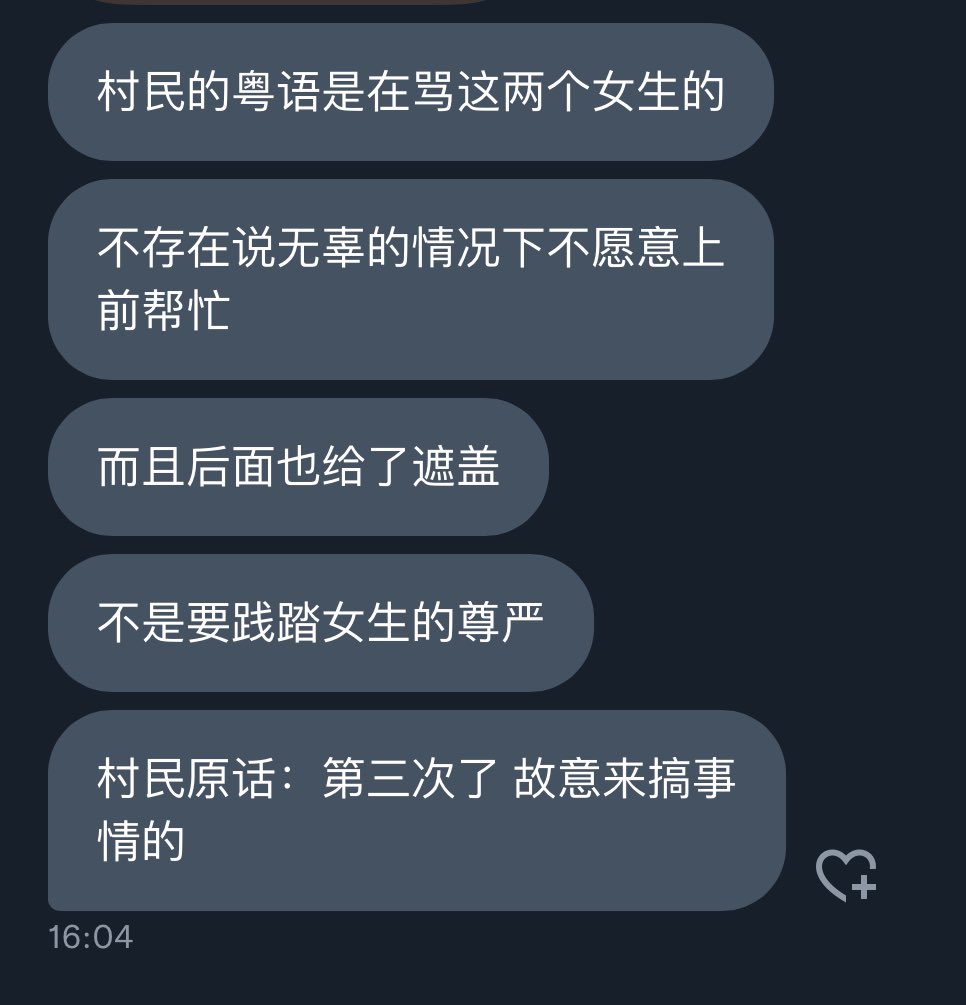 村民的粤语是在骂这两个女生的
不存在说无辜的情况下不愿意上
前帮忙
而且后面也给了遮盖
不是要践踏女生的尊严
村民原话：第三次了 故意来搞事
情的
16:04